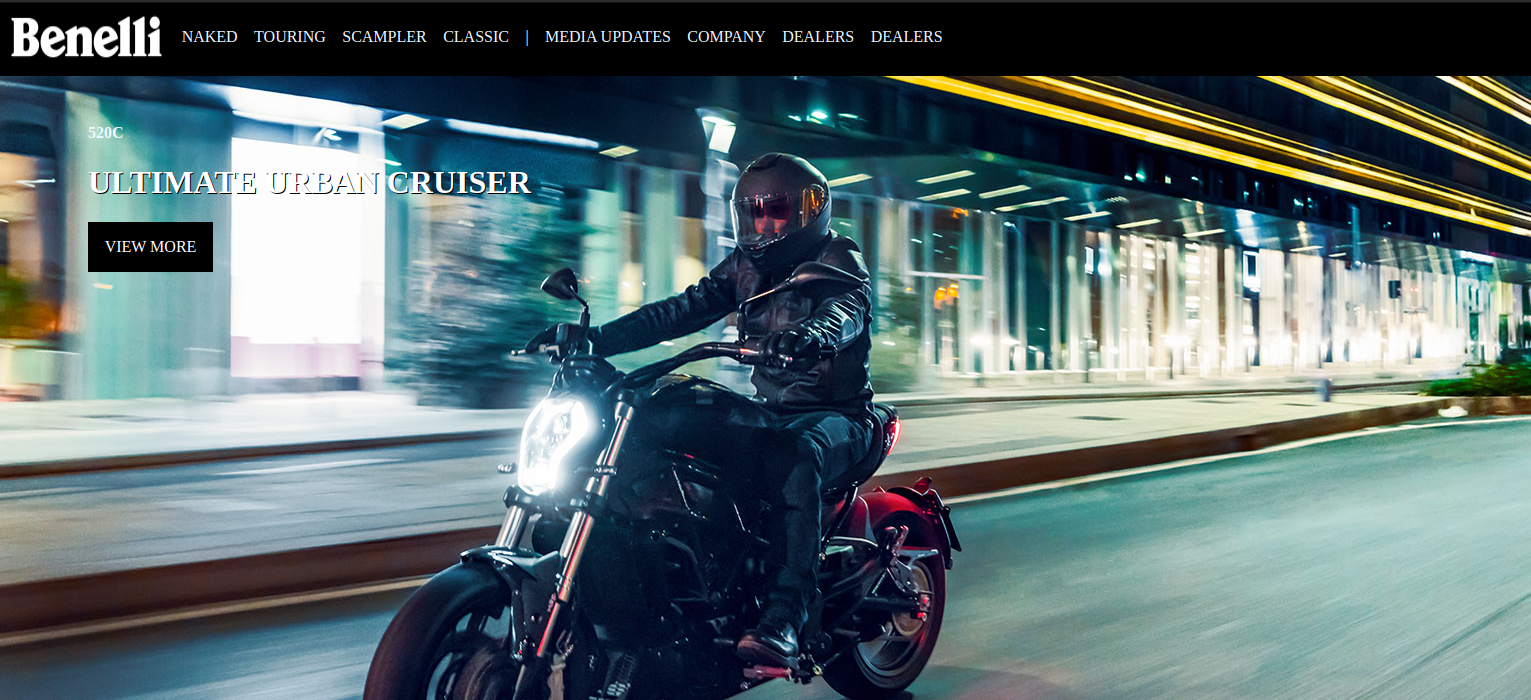 Benelli NAKED TOURING SCAMPLER CLASSIC | MEDIA UPDATES COMPANY DEALERS DEALERS
520C
ULTIMATE URBAN CRUISER
VIEW MORE